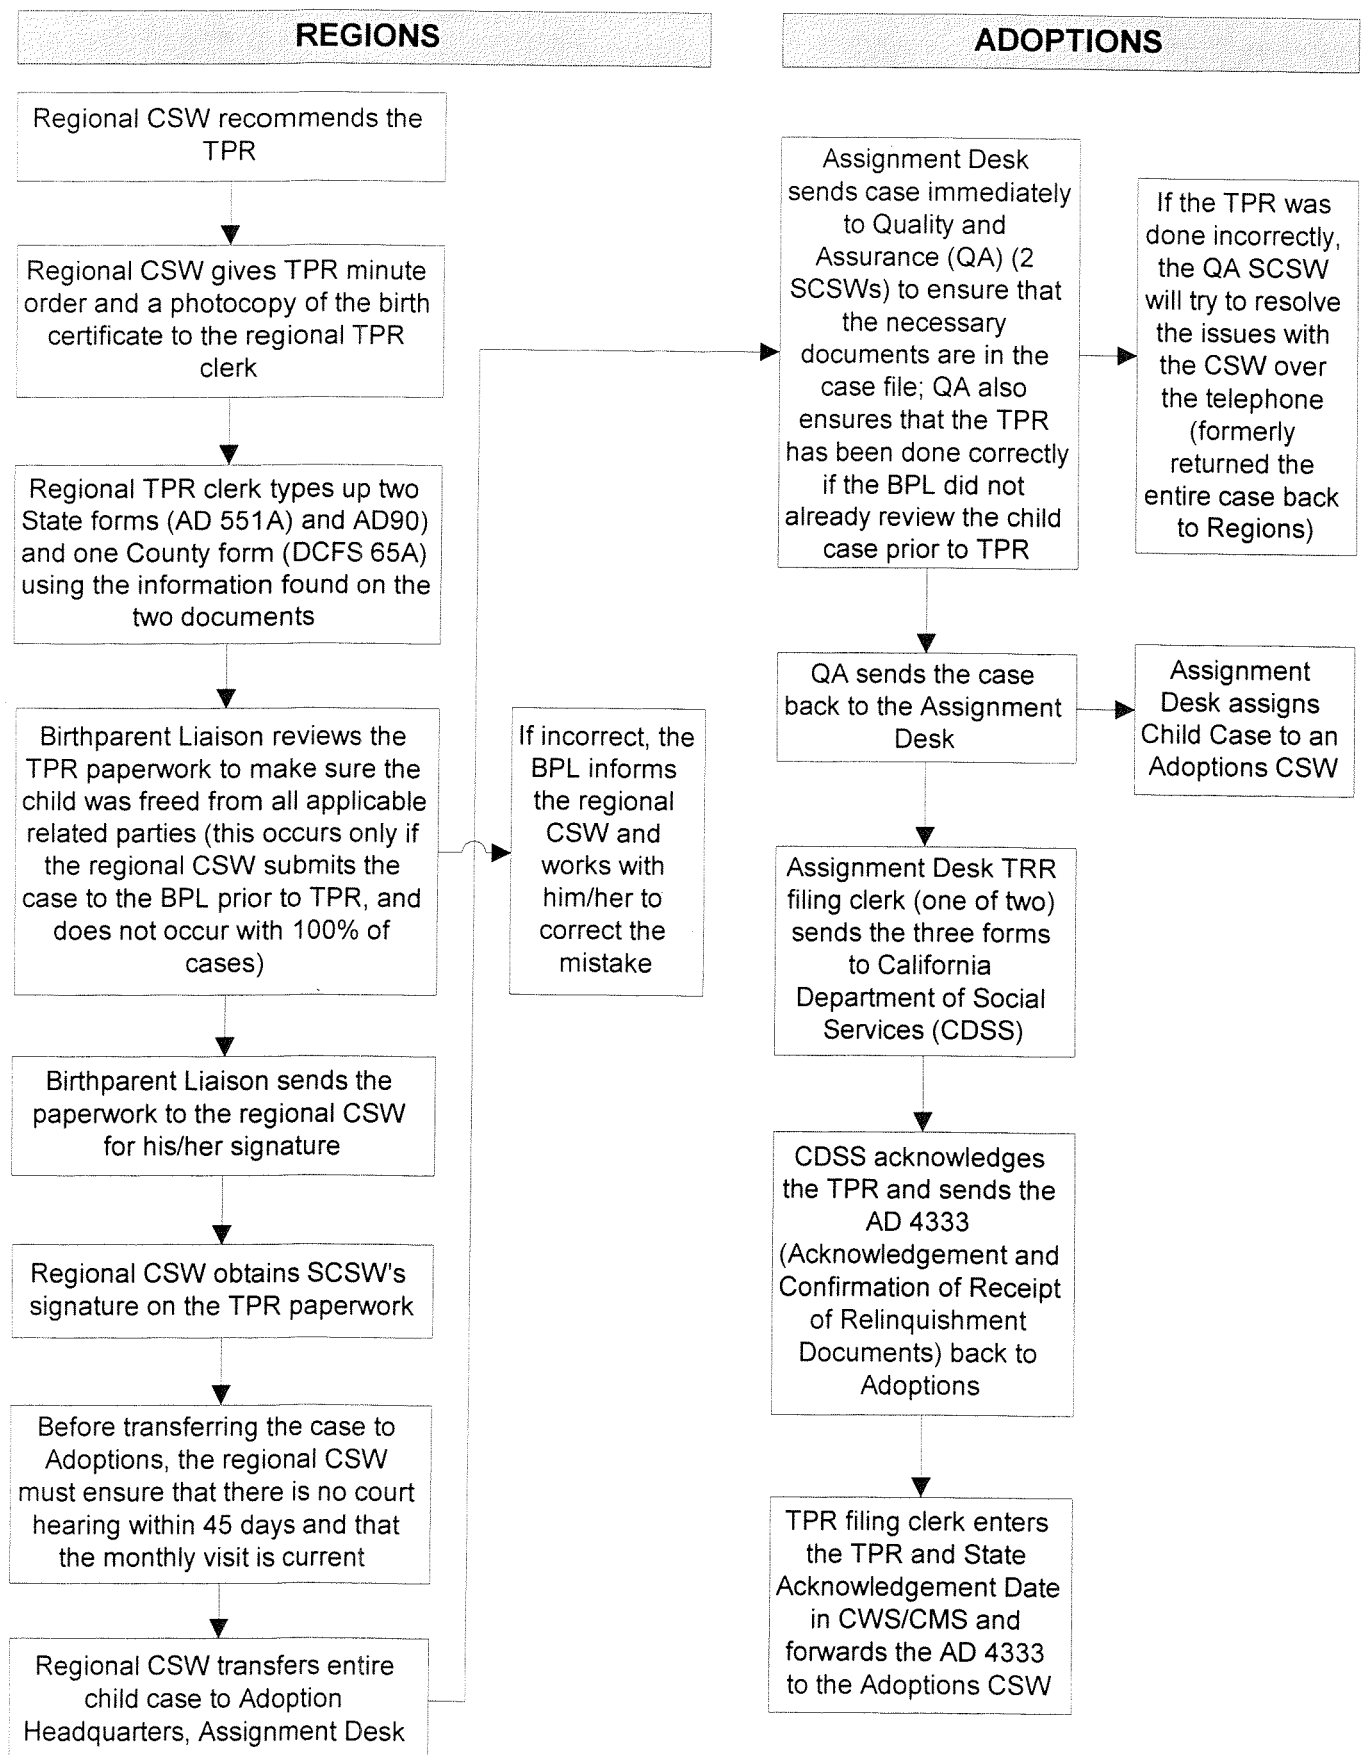 REGIONS
Regional CSW recommends the
TPR
Regional CSW gives TPR minute
order and a photocopy of the birth
certificate to the regional TPR
clerk
Regional TPR clerk types up two
State forms (AD 551A) and AD90)
and one County form (DCFS 65A)
using the information found on the
two documents
Birthparent Liaison reviews the
TPR paperwork to make sure the
child was freed from all applicable
related parties (this occurs only if
the regional CSW submits the
case to the BPL prior to TPR, and
does not occur with 100% of
cases)
If incorrect, the
BPL informs
the regional
CSW and
works with
him/her to
correct the
mistake
Birthparent Liaison sends the
paperwork to the regional CSW
for his/her signature
Regional CSW obtains SCSW's
signature on the TPR paperwork
Before transferring the case to
Adoptions, the regional CSW
must ensure that there is no court
hearing within 45 days and that
the monthly visit is current
Regional CSW transfers entire
child case to Adoption
Headquarters, Assignment Desk
ADOPTIONS
Assignment Desk
sends case immediately
to Quality and
Assurance (QA) (2
SCSWs) to ensure that
the necessary
documents are in the
case file; QA also
ensures that the TPR
has been done correctly
if the BPL did not
already review the child
case prior to TPR
If the TPR was
done incorrectly,
the QA SCSW
will try to resolve
the issues with
the CSW over
the telephone
(formerly
returned the
entire case back
to Regions)
QA sends the case
back to the Assignment
Desk
Assignment
Desk assigns
Child Case to an
Adoptions CSW
Assignment Desk TRR
filing clerk (one of two)
sends the three forms
to California
Department of Social
Services (CDSS)
CDSS acknowledges
the TPR and sends the
AD 4333
(Acknowledgement and
Confirmation of Receipt
of Relinquishment
Documents) back to
Adoptions
TPR filing clerk enters
the TPR and State
Acknowledgement Date
in CWS/CMS and
forwards the AD 4333
to the Adoptions CSW